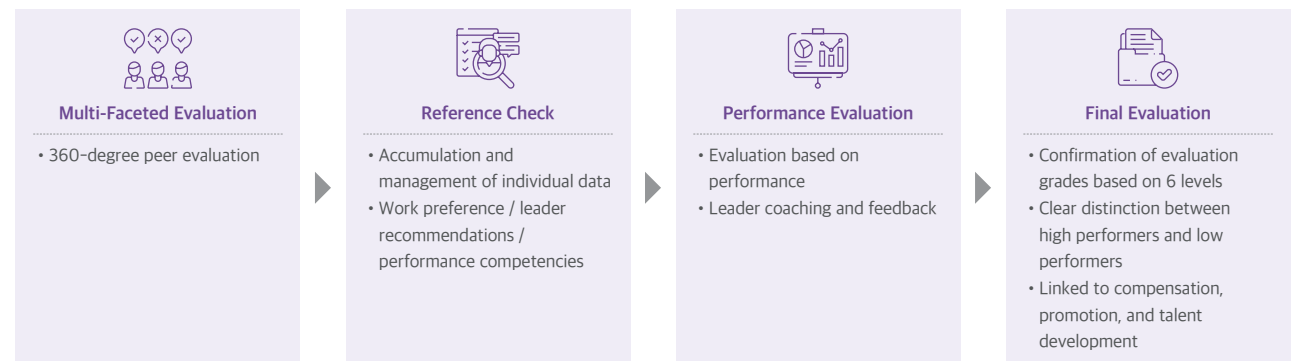 Multi-Faceted Evaluation
• 360-degree peer evaluation
Reference Check
• Accumulation and
management of individual data
• Work preference / leader
recommendations /
performance competencies
Performance Evaluation
• Evaluation based on
performance
• Leader coaching and feedback
Final Evaluation
• Confirmation of evaluation
grades based on 6 levels
• Clear distinction between
high performers and low
performers
• Linked to compensation,
promotion, and talent
development